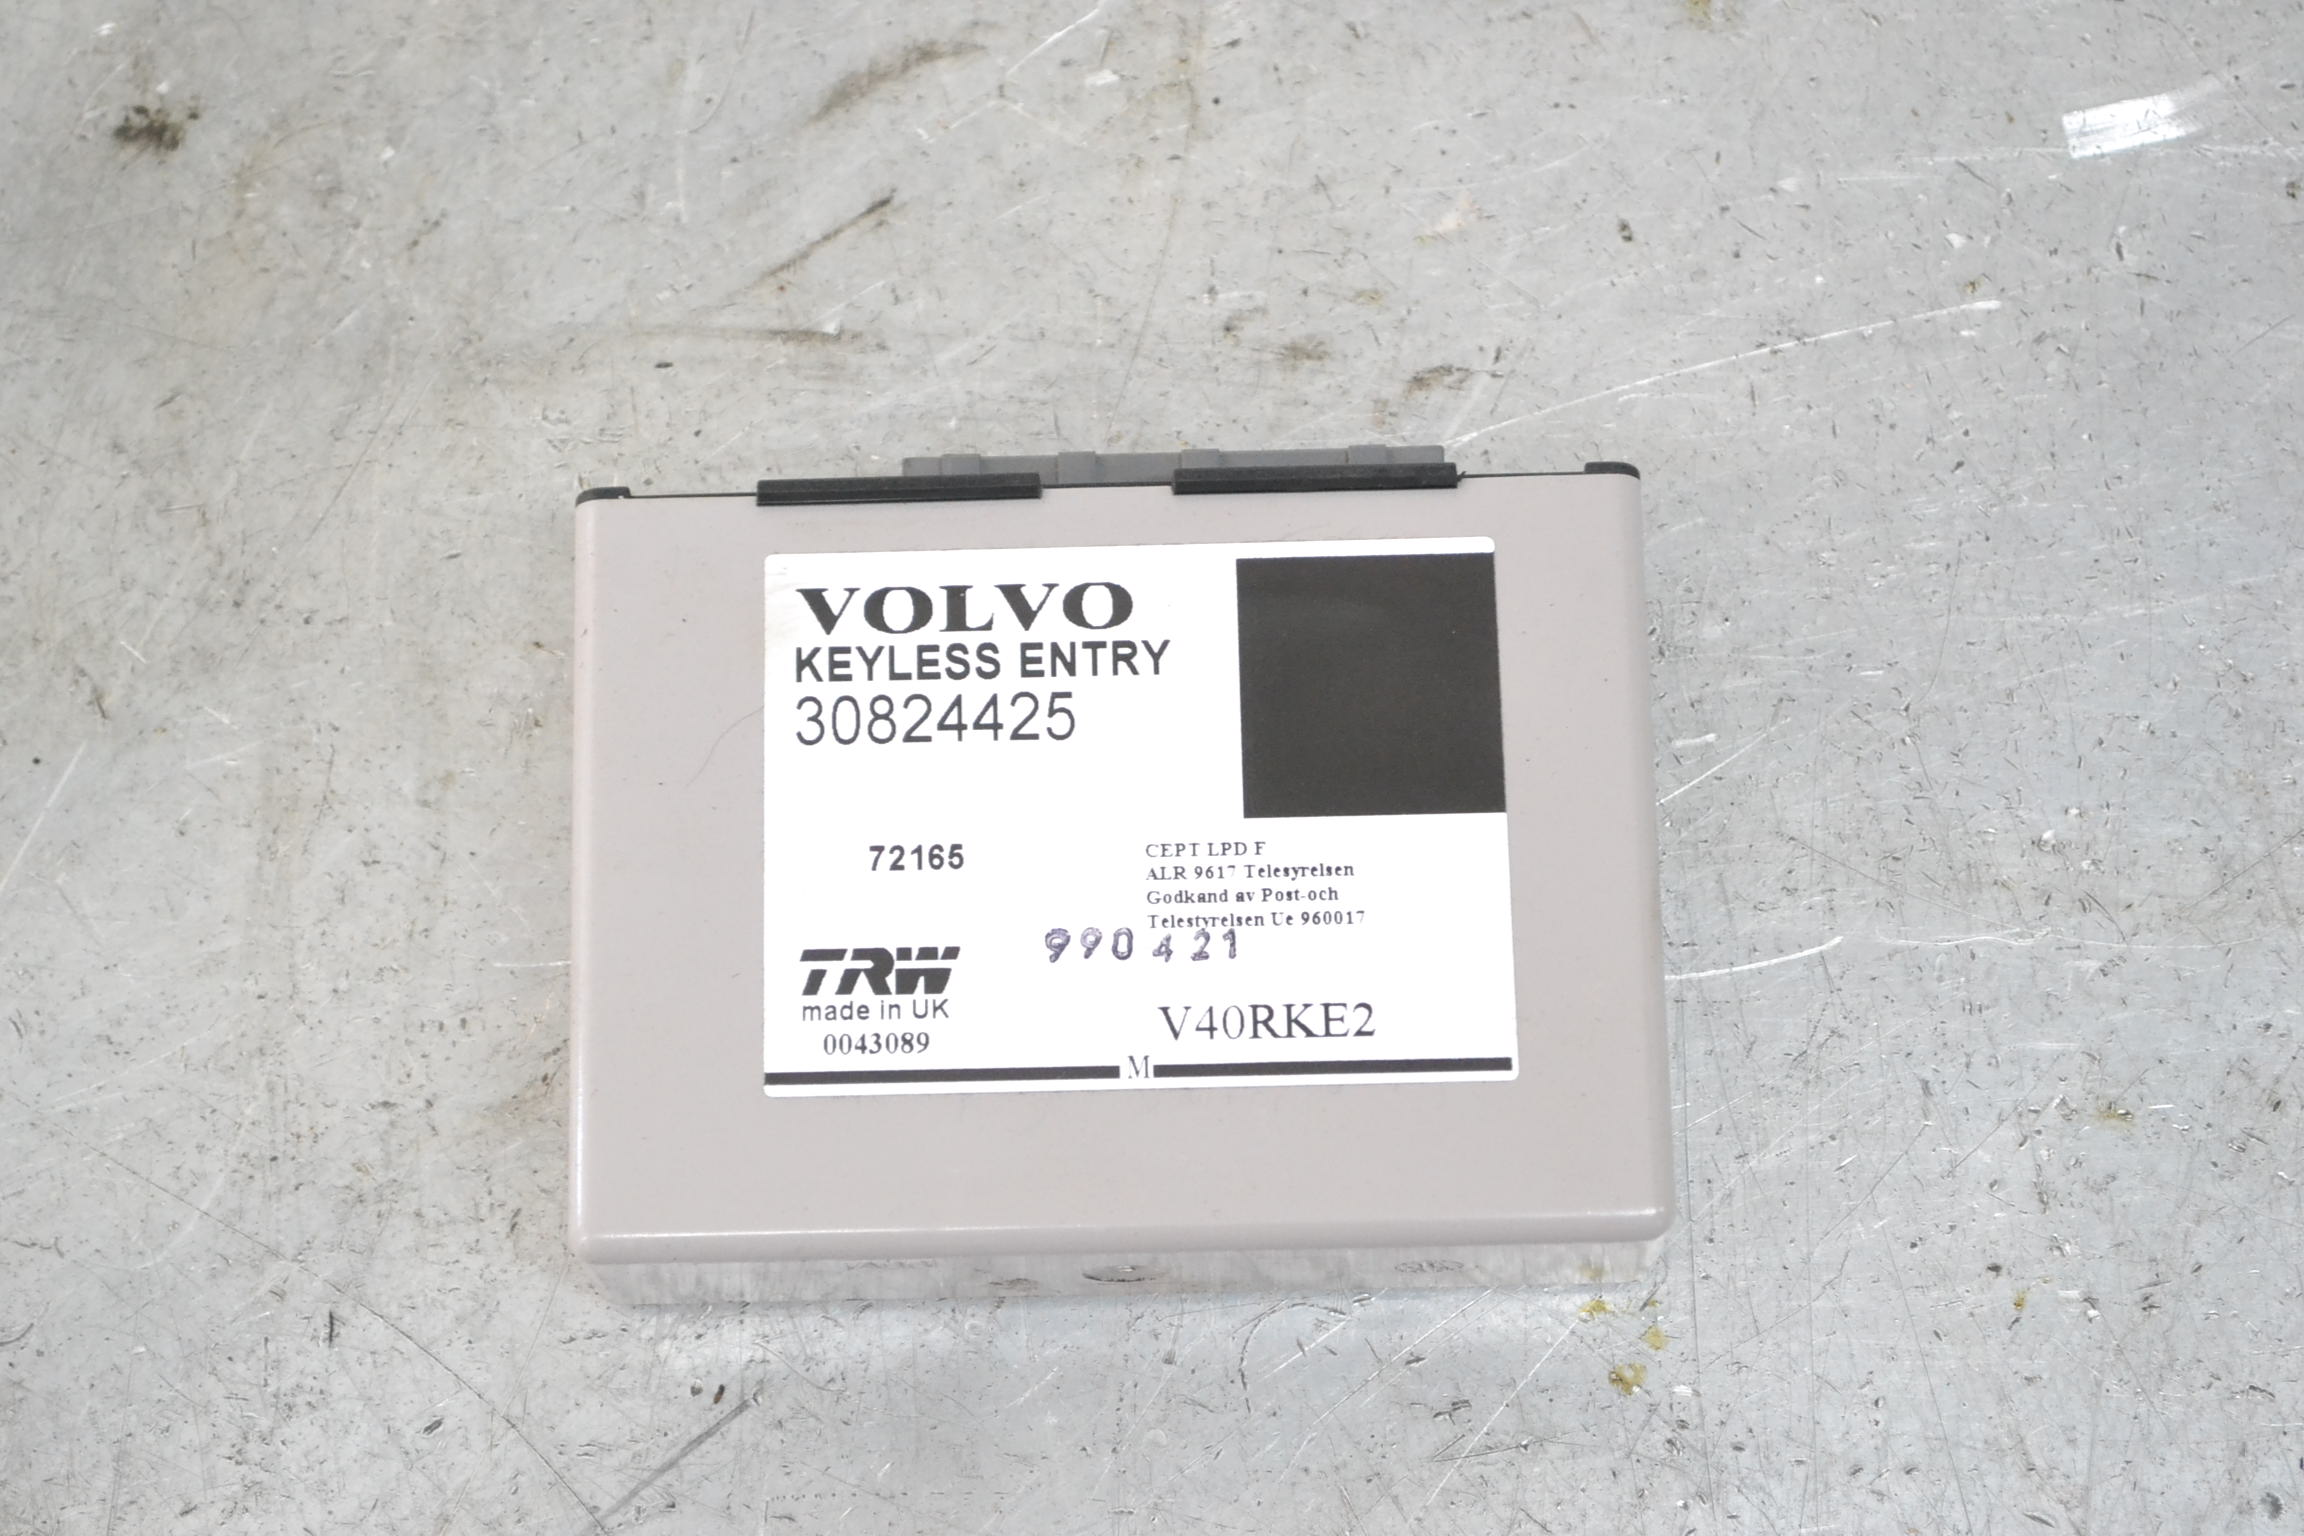 VOLVO
KEYLESS ENTRY
30824425
72165
CEPT LPD F
ALR 9617 Telesyrelsen
Godkand av Post-och
Telestyrelsen Ue 960017
990421
TRW
made in UK
0043089
V40RKE2
M